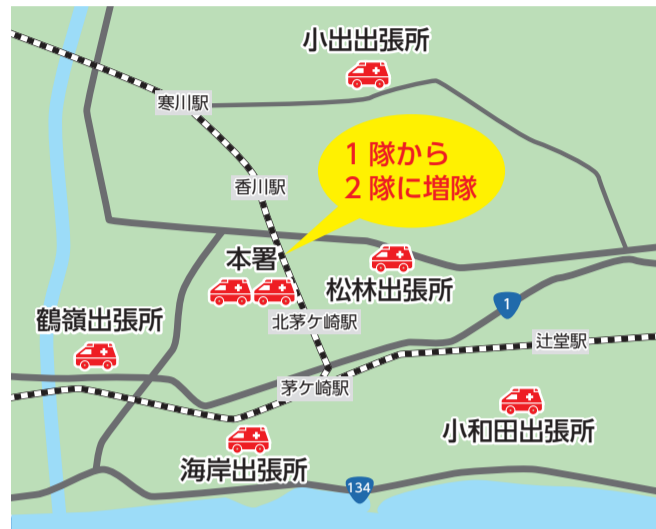 小出出張所
寒川駅
1隊から
2隊に増隊
香川駅
本署
松林出張所
鶴嶺出張所
北茅ケ崎駅
1
辻堂駅
茅ケ崎駅
小和田出張所
海岸出張所
134